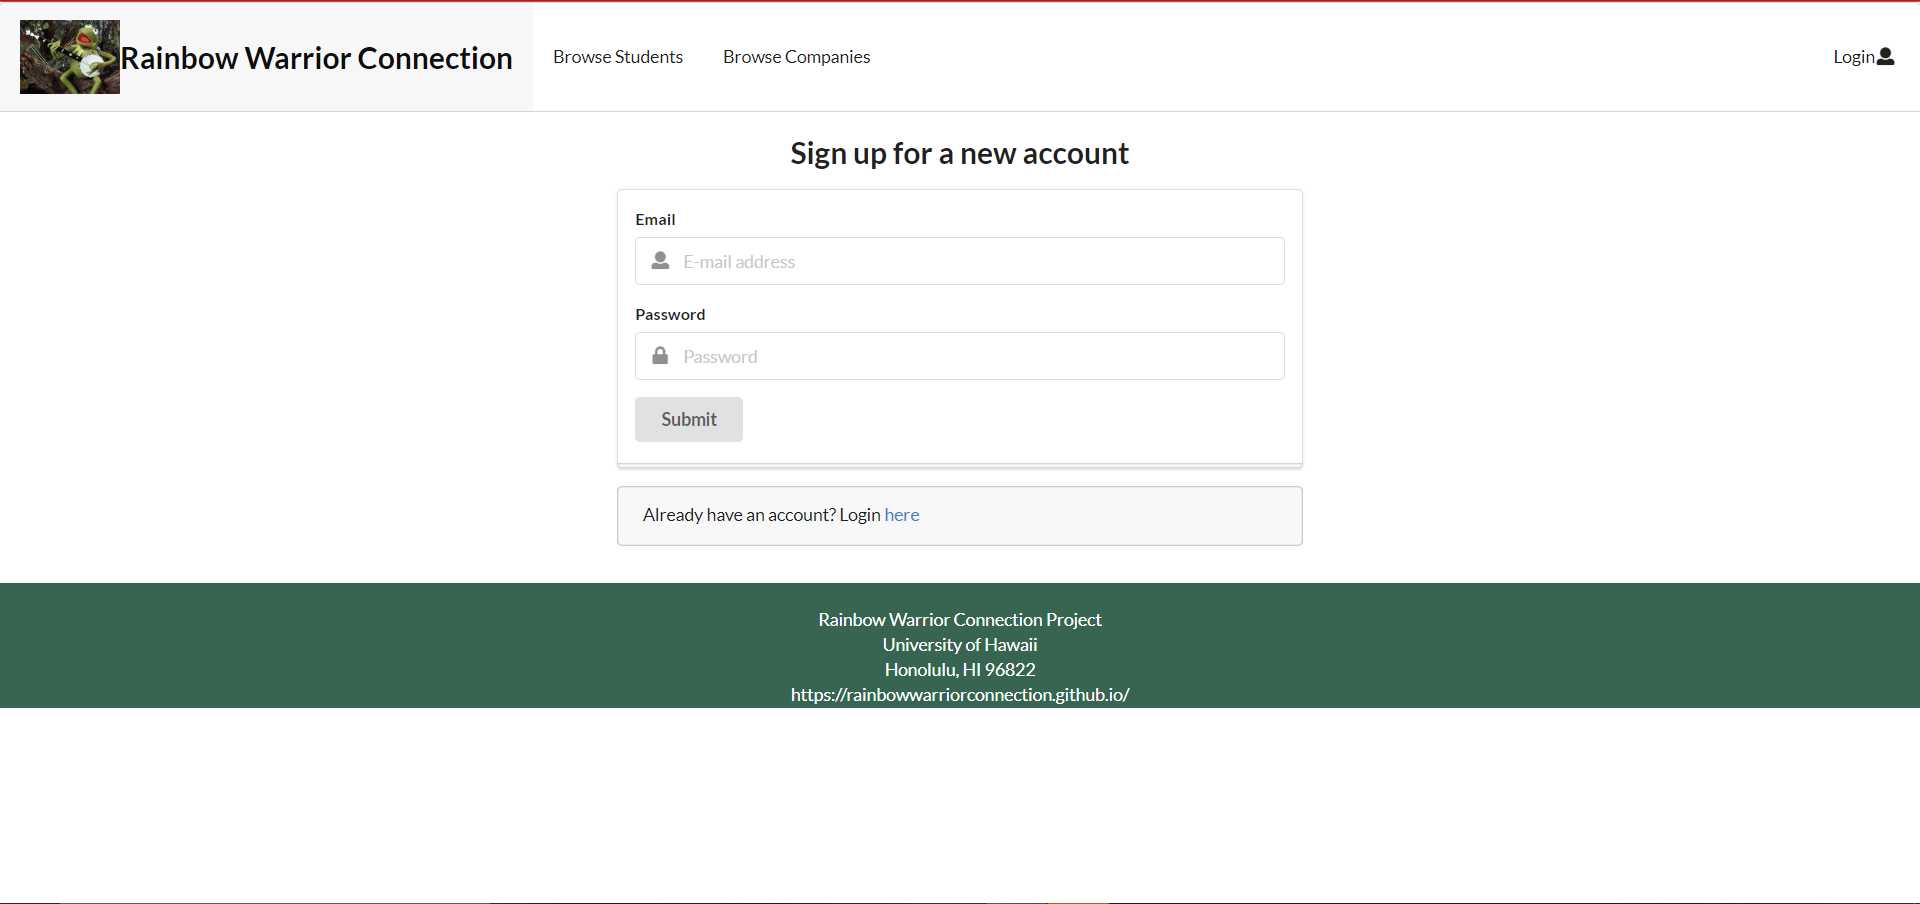 Rainbow Warrior Connection
Browse Students
Browse Companies
Login
Sign up for a new account
Email
E-mail address
Password
Password
Submit
Already have an account? Login here
Rainbow Warrior Connection Project
University of Hawaii
Honolulu, HI 96822
https://rainbowwarriorconnection.github.io/